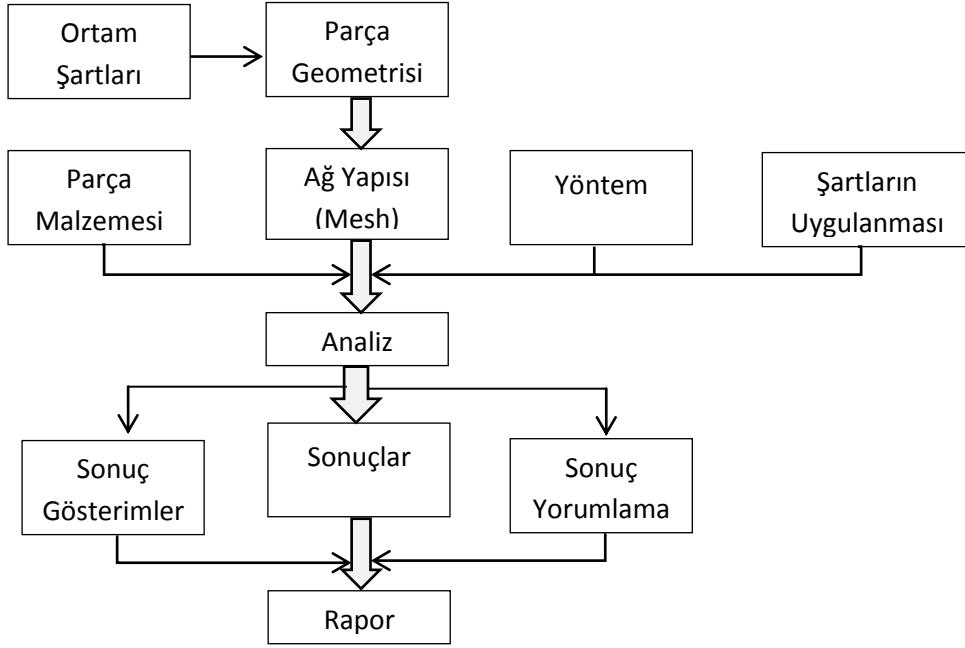 Ortam
Şartları
Parça
Geometrisi
Parça
Malzemesi
Ağ Yapısı
(Mesh)
Yöntem
Şartların
Uygulanması
Analiz
Sonuç
Gösterimler
Sonuçlar
Sonuç
Yorumlama
Rapor